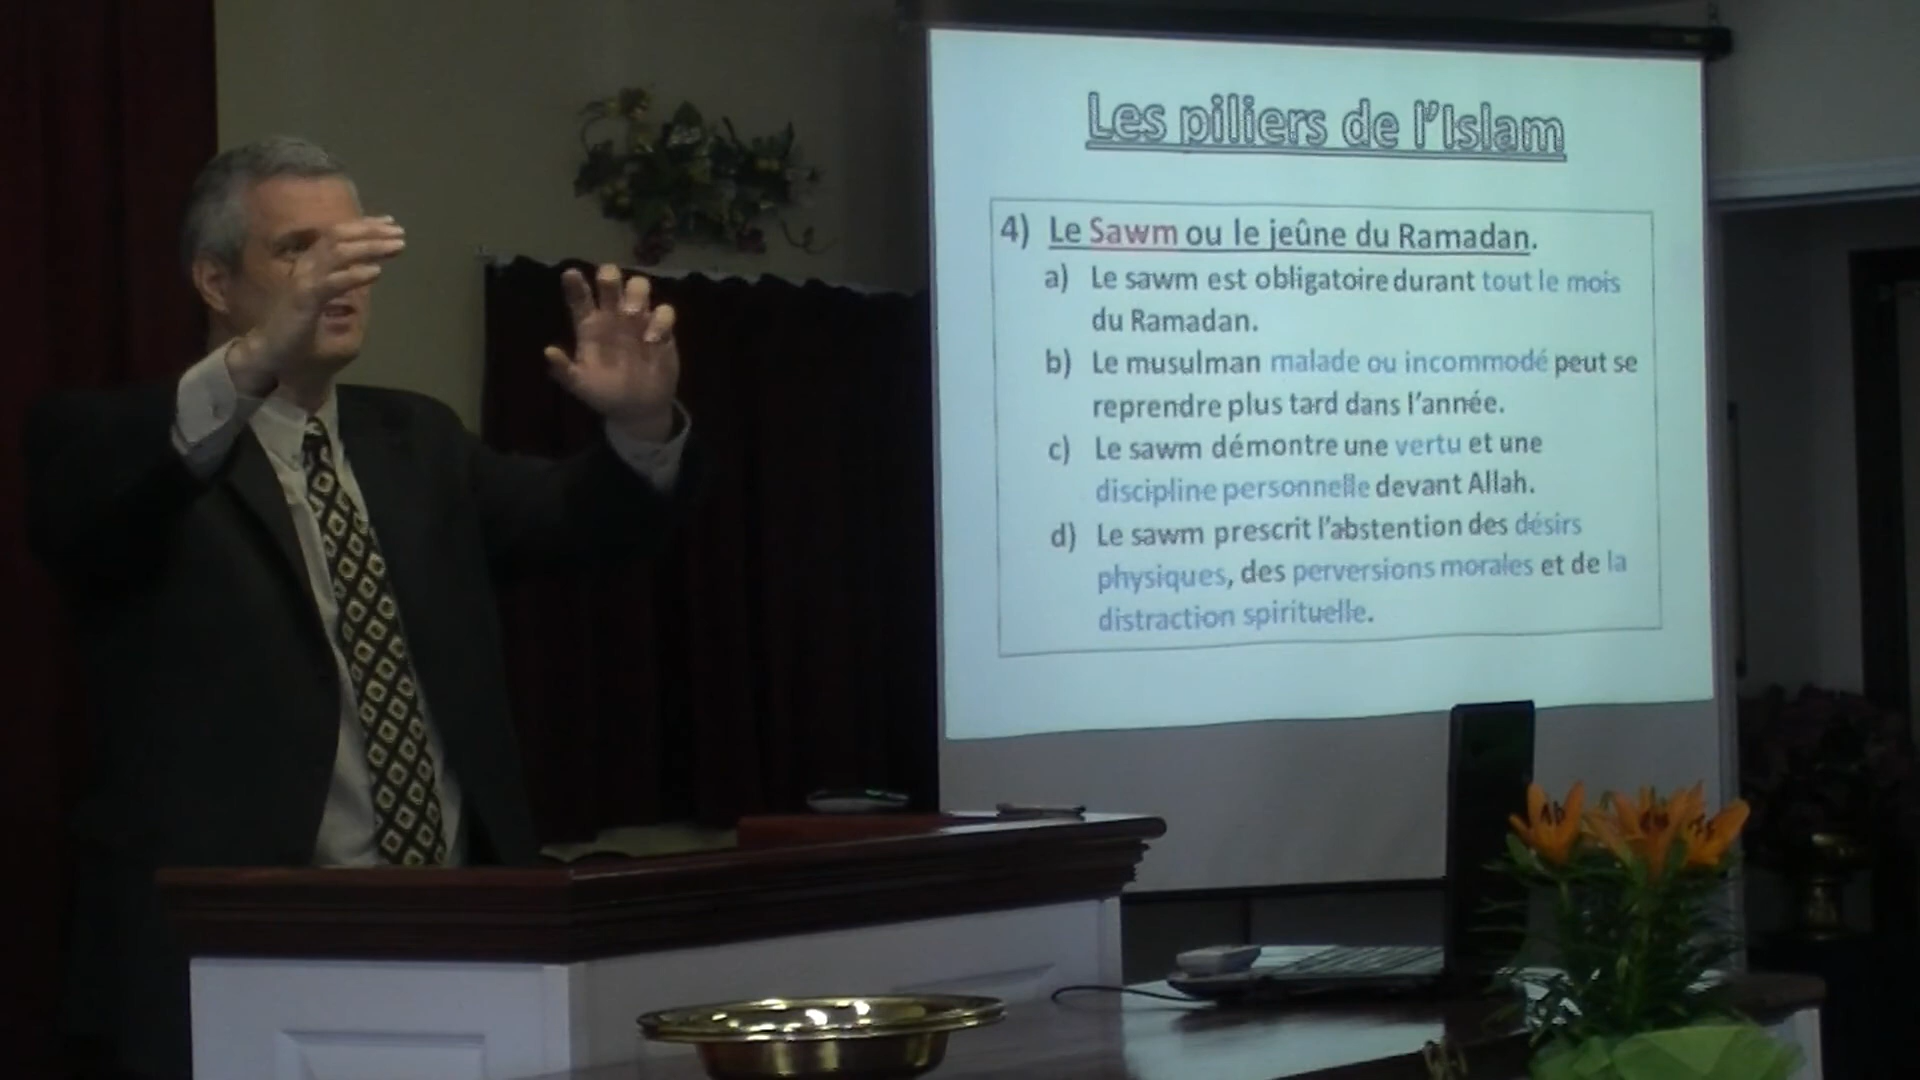 Les piliers de l'Islam
4) Le Sawm ou le jeûne du Ramadan.
a) Le sawm est obligatoire durant tout le mois
du Ramadan.
b) Le musulman malade ou incommodé peut se
reprendre plus tard dans l'année.
c) Le sawm démontre une vertu et une
discipline personnelle devant Allah.
d) Le sawm prescrit l'abstention des désirs
physiques, des perversions morales et de la
distraction spirituelle.